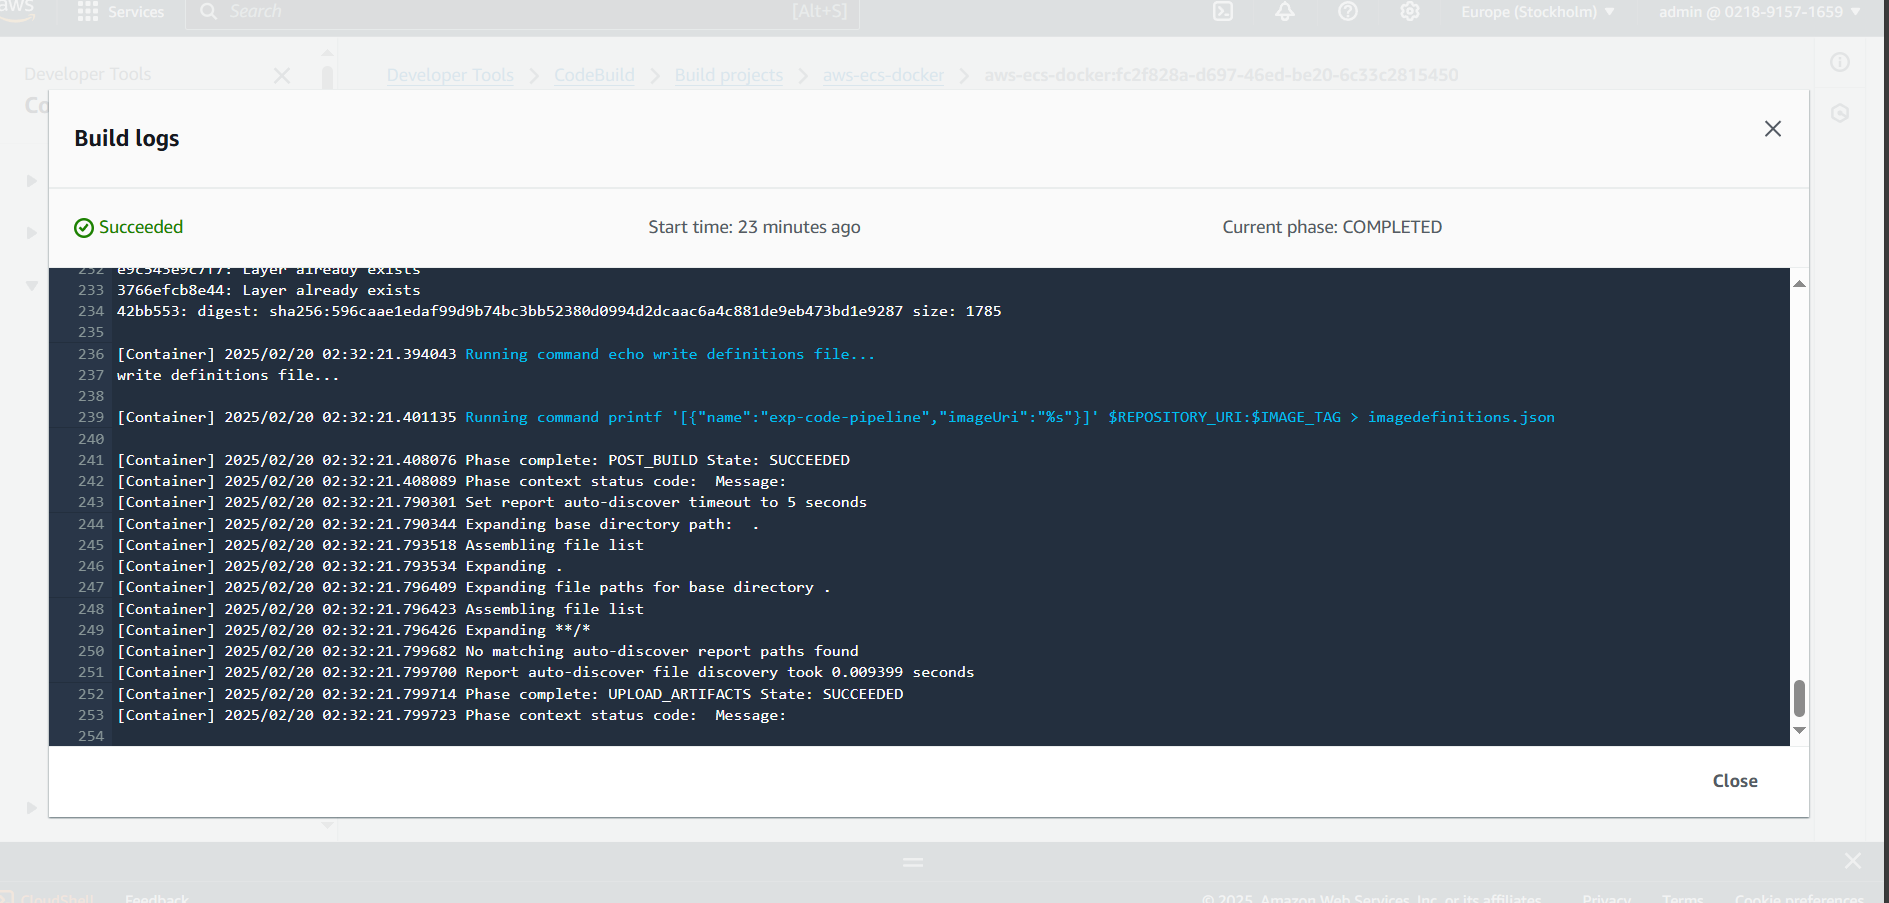 aws
Services
Search
[Alt+S]
Europe (Stockholm)
admin @ 0218-9157-1659
Developer Tools
Developer Tools
CodeBuild
Build projects
aws-ecs-docker
aws-ecs-docker:fc2f828a-d697-46ed-be20-6c33c2815450
Co
Build logs
Succeeded
Start time: 23 minutes ago
Current phase: COMPLETED
232 e9c543e9c7f7: Layer already exists
233 3766efcb8e44: Layer already exists
234 42bb553: digest: sha256:596caae1edaf99d9b74bc3bb52380d0994d2dcaac6a4c881de9eb473bd1e9287 size: 1785
235
236 [Container] 2025/02/20 02:32:21.394043 Running command echo write definitions file...
237 write definitions file...
238
239 [Container] 2025/02/20 02:32:21.401135 Running command printf '[{"name":"exp-code-pipeline","imageUri":"%s"}]' $REPOSITORY_URI:$IMAGE_TAG > imagedefinitions.json
240
241 [Container] 2025/02/20 02:32:21.408076 Phase complete: POST_BUILD State: SUCCEEDED
242 [Container] 2025/02/20 02:32:21.408089 Phase context status code:  Message:
243 [Container] 2025/02/20 02:32:21.790301 Set report auto-discover timeout to 5 seconds
244 [Container] 2025/02/20 02:32:21.790344 Expanding base directory path:  .
245 [Container] 2025/02/20 02:32:21.793518 Assembling file list
246 [Container] 2025/02/20 02:32:21.793534 Expanding .
247 [Container] 2025/02/20 02:32:21.796409 Expanding file paths for base directory .
248 [Container] 2025/02/20 02:32:21.796423 Assembling file list
249 [Container] 2025/02/20 02:32:21.796426 Expanding **/*
250 [Container] 2025/02/20 02:32:21.799682 No matching auto-discover report paths found
251 [Container] 2025/02/20 02:32:21.799700 Report auto-discover file discovery took 0.009399 seconds
252 [Container] 2025/02/20 02:32:21.799714 Phase complete: UPLOAD_ARTIFACTS State: SUCCEEDED
253 [Container] 2025/02/20 02:32:21.799723 Phase context status code:  Message:
254
Close
CloudShell
Feedback
© 2025, Amazon Web Services, Inc. or its affiliates.
Privacy
Terms
Cookie preferences